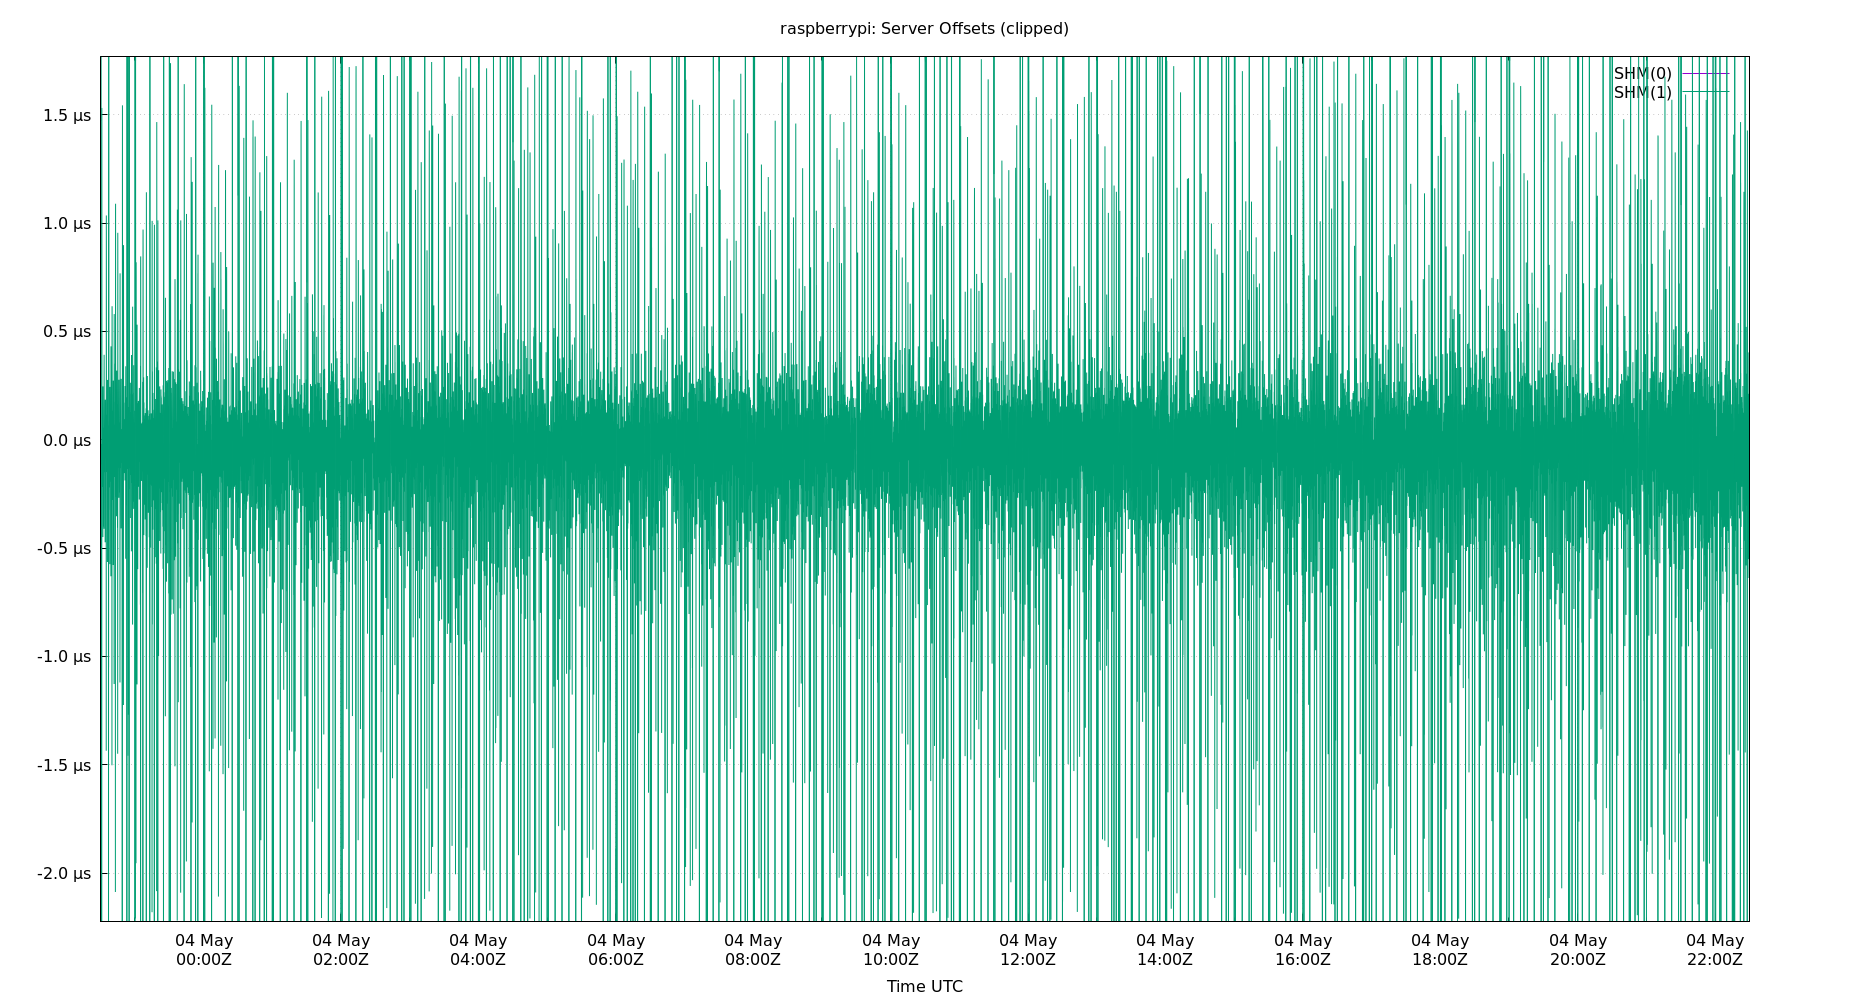 raspberrypi: Server Offsets (clipped)
SHM(0)
SHM(1)
1.5 µs
1.0 µs
0.5 µs
0.0 µs
-0.5 µs
-1.0 µs
-1.5 µs
-2.0 µs
04 May 04 May 04 May 04 May 04 May 04 May 04 May 04 May 04 May 04 May 04 May 04 May
00:00Z 02:00Z 04:00Z 06:00Z 08:00Z 10:00Z 12:00Z 14:00Z 16:00Z 18:00Z 20:00Z 22:00Z
Time UTC